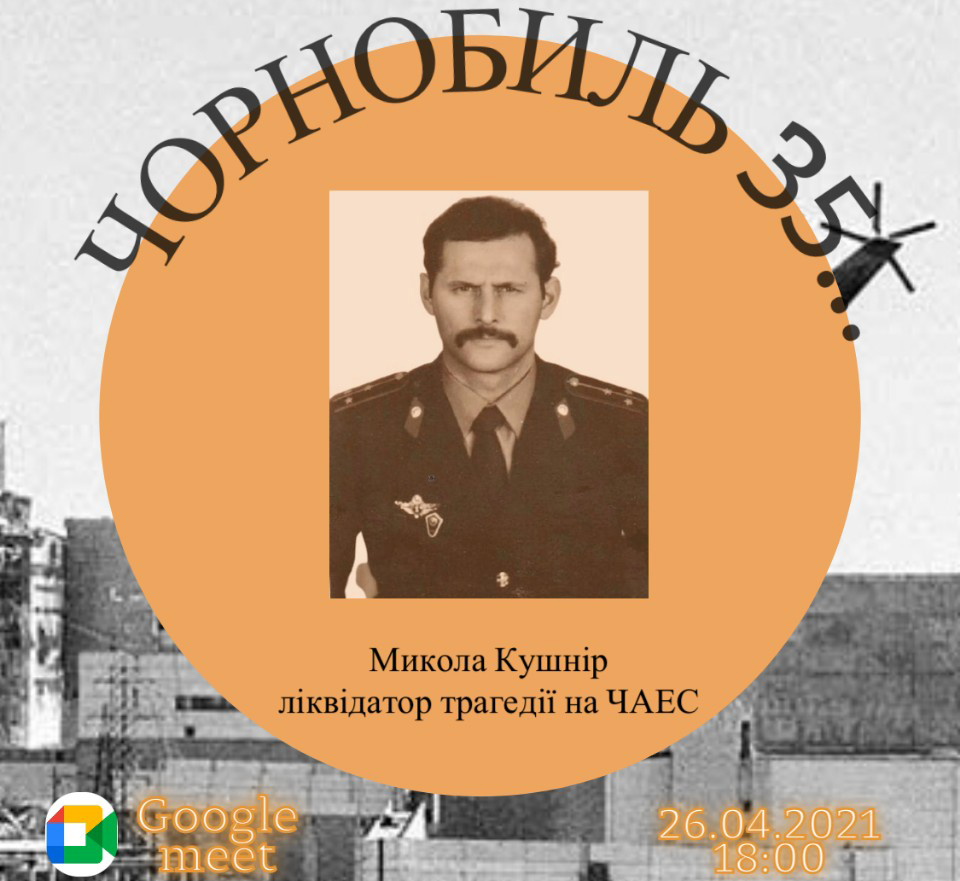 ЧОРНОБИЛЬ 35...
Микола Кушнір
ліквідатор трагедії на ЧАЕС
Google
meet
26.04.2021
18:00